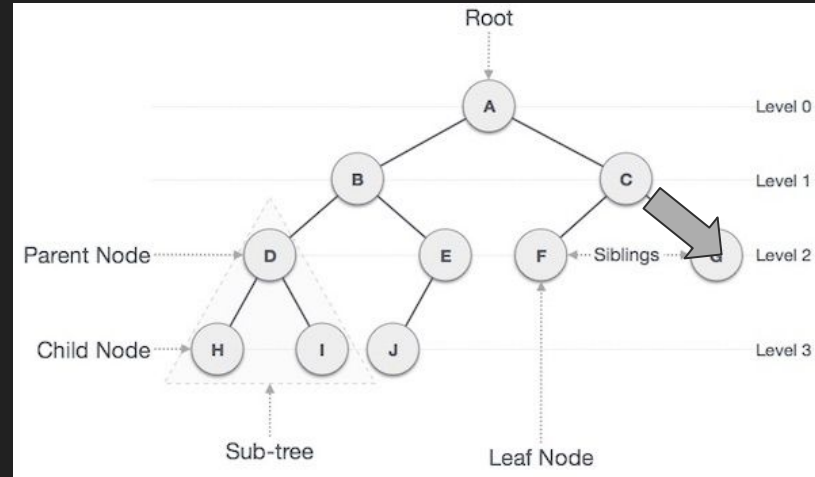 Root
A
Level 0
B
C
Level 1
Parent Node
D
E
F
Siblings
Level 2
Child Node
H
I
J
Level 3
Sub-tree
Leaf Node